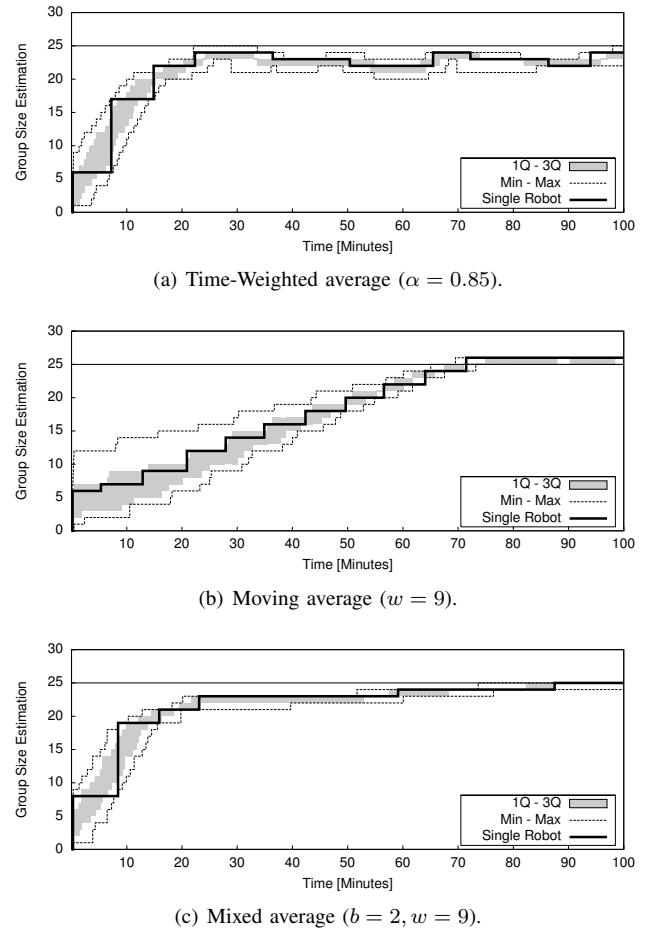 30
25
20
15
10
5
0
Group Size Estimation
1Q - 3Q
Min - Max
Single Robot
10 20 30 40 50 60 70 80 90 100
Time [Minutes]
(a) Time-Weighted average (α = 0.85).
30
25
20
15
10
5
0
Group Size Estimation
1Q - 3Q
Min - Max
Single Robot
10 20 30 40 50 60 70 80 90 100
Time [Minutes]
(b) Moving average (w = 9).
30
25
20
15
10
5
0
Group Size Estimation
1Q - 3Q
Min - Max
Single Robot
10 20 30 40 50 60 70 80 90 100
Time [Minutes]
(c) Mixed average (b = 2, w = 9).